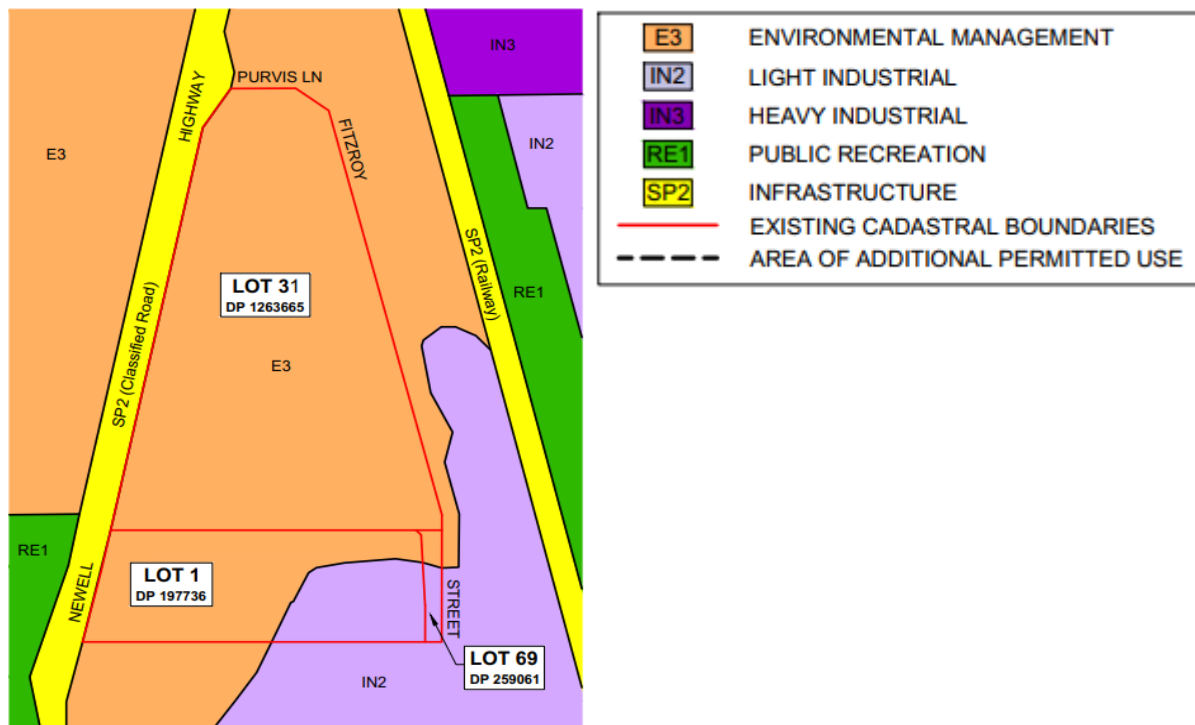 IN3
PURVIS LN
HIGHWAY
FITZROY
E3
IN2
SP2 (Classified Road)
SP2 (Railway)
RE1
LOT 31
DP 1263665
E3
RE1
NEWELL
LOT 1
DP 197736
STREET
LOT 69
DP 259061
IN2
E3 ENVIRONMENTAL MANAGEMENT
IN2 LIGHT INDUSTRIAL
IN3 HEAVY INDUSTRIAL
RE1 PUBLIC RECREATION
SP2 INFRASTRUCTURE
EXISTING CADASTRAL BOUNDARIES
AREA OF ADDITIONAL PERMITTED USE